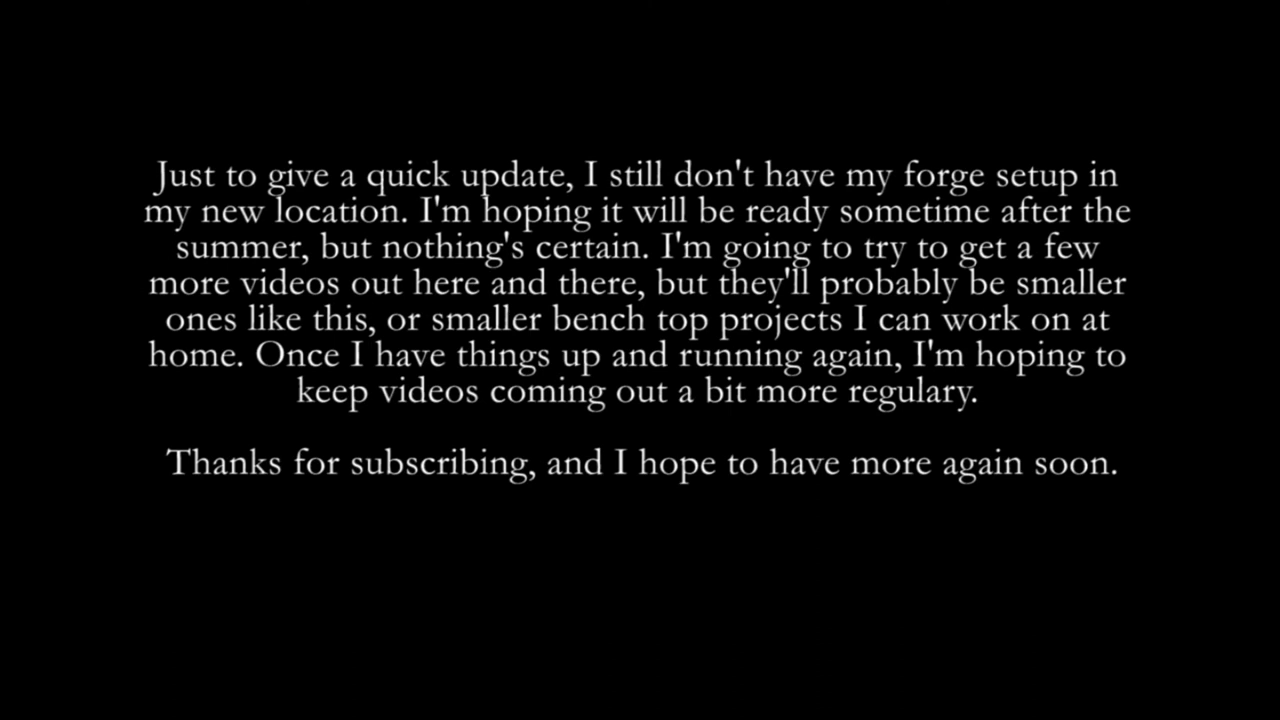 Just to give a quick update, I still don't have my forge setup in
my new location. I'm hoping it will be ready sometime after the
summer, but nothing's certain. I'm going to try to get a few
more videos out here and there, but they'll probably be smaller
ones like this, or smaller bench top projects I can work on at
home. Once I have things up and running again, I'm hoping to
keep videos coming out a bit more regulary.
Thanks for subscribing, and I hope to have more again soon.